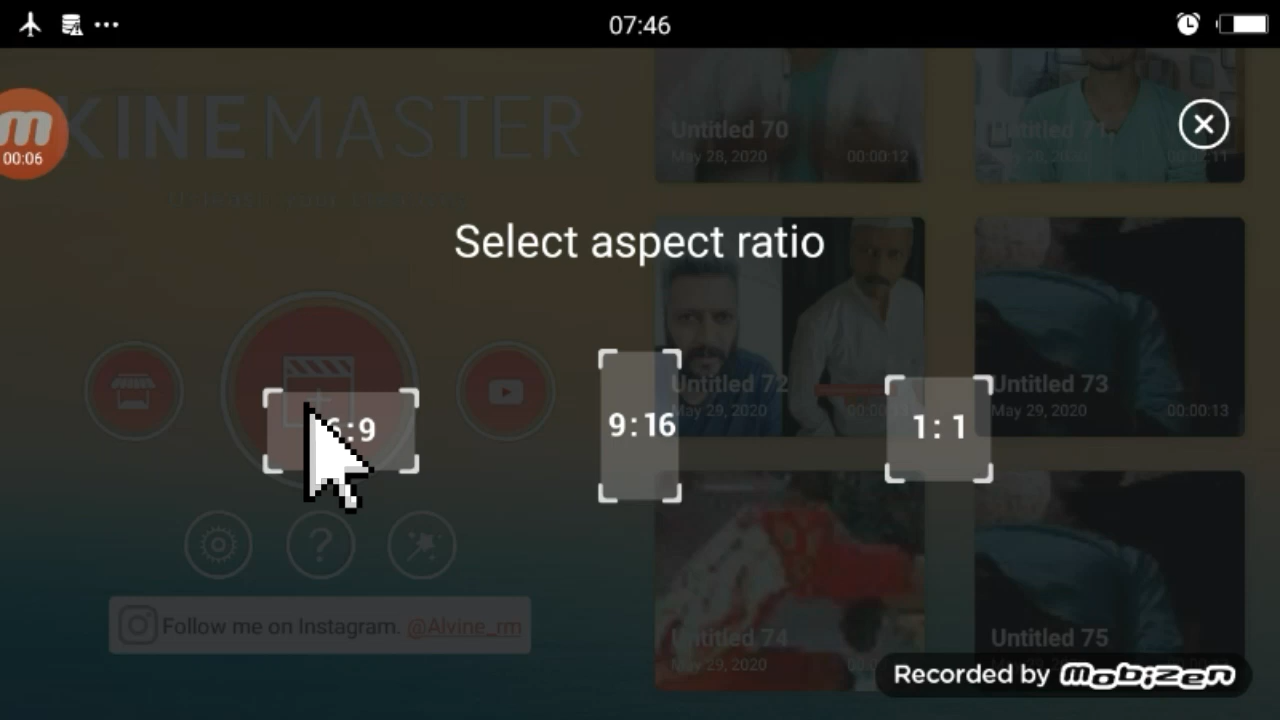 07:46
00:06
KINEMASTER
Untitled 70
May 28, 2020 00:00:12
Select aspect ratio
Untitled 72
May 29, 2020
Untitled 73
May 29, 2020 00:00:13
:9
9:16
1:1
?
Follow me on Instagram. @Alvine_rm
Untitled 74
May 29, 2020
Untitled 75
Recorded by mobizen